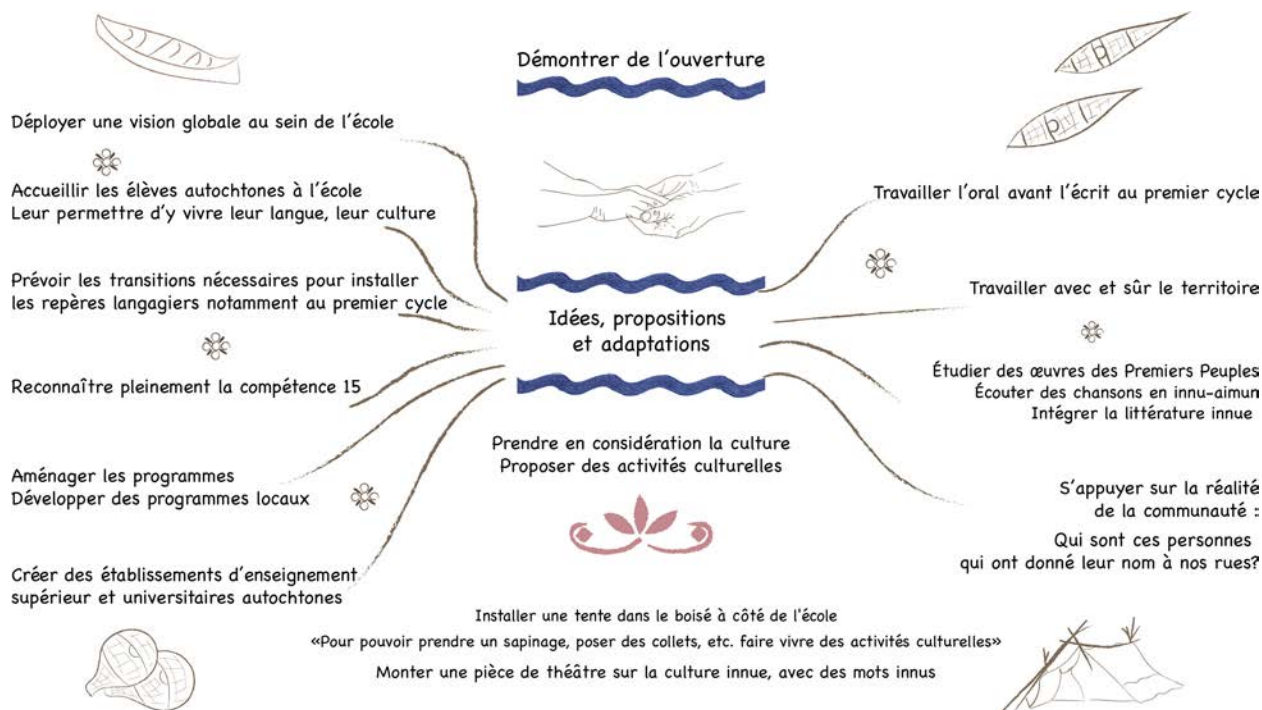 Démontrer de l'ouverture
Déployer une vision globale au sein de l'école
Accueillir les élèves autochtones à l'école
Leur permettre d'y vivre leur langue, leur culture
Prévoir les transitions nécessaires pour installer
les repères langagiers notamment au premier cycle
Reconnaître pleinement la compétence 15
Aménager les programmes
Développer des programmes locaux
Créer des établissements d'enseignement
supérieur et universitaires autochtones
Idées, propositions
et adaptations
Prendre en considération la culture
Proposer des activités culturelles
Travailler l'oral avant l'écrit au premier cycle
Travailler avec et sûr le territoire
Étudier des œuvres des Premiers Peuples
Écouter des chansons en innu-aimun
Intégrer la littérature innue
S'appuyer sur la réalité
de la communauté :
Qui sont ces personnes
qui ont donné leur nom à nos rues?
Installer une tente dans le boisé à côté de l'école
«Pour pouvoir prendre un sapinage, poser des collets, etc. faire vivre des activités culturelles»
Monter une pièce de théâtre sur la culture innue, avec des mots innus